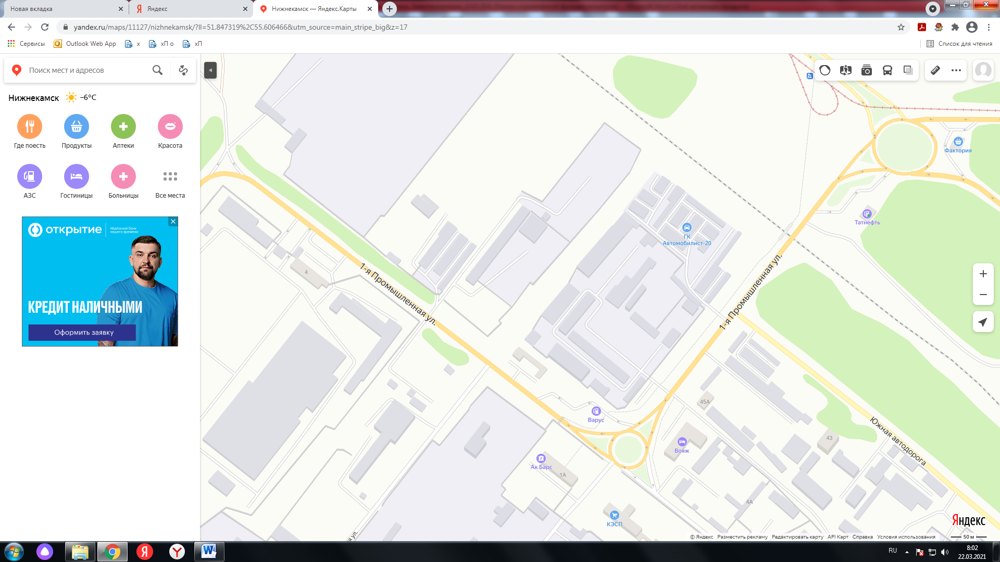 Новая вкладка
Яндекс
Нижнекамск — Яндекс.Карты
yandex.ru/maps/11127/nizhnekamsk/?ll=51.847319%2C55.606466&utm_source=main_stripe_big&z=17
Сервисы
Outlook Web App
х
хП о
хП
Список для чтения
Поиск мест и адресов
Нижнекамск
−6°C
Где поесть
Продукты
Аптеки
Красота
АЗС
Гостиницы
Больницы
Все места
открытие
Надёжный банк
нашего времени
КРЕДИТ НАЛИЧНЫМИ
Оформить заявку
Фактория
Татнефть
ГК
Автомобилист-20
4
1-я Промышленная ул.
1-я Промышленная ул.
45А
Варус
Вояж
43
Южная автодорога
Ак Барс
1А
4А
КЭСП
я ул.
Яндекс
© Яндекс
Разместить рекламу
Редактировать карту
API Карт
Справка
Условия использования
50 м
RU
8:02
22.03.2021